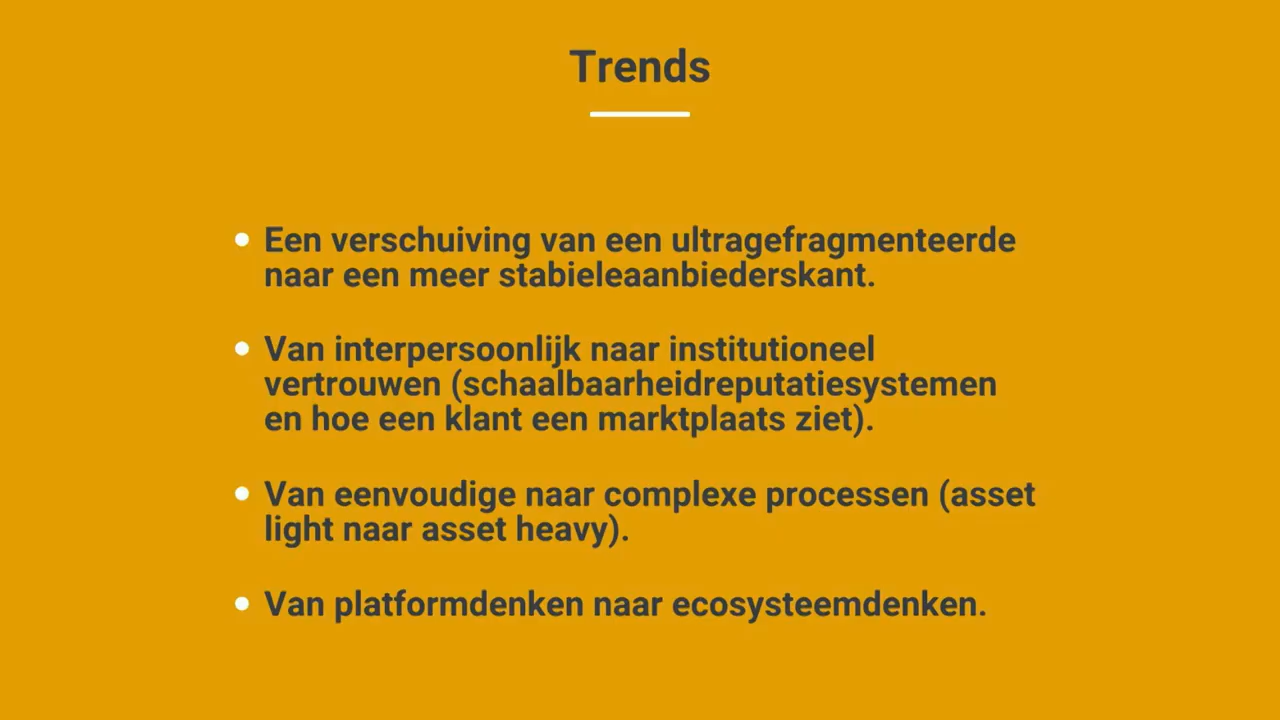 Trends
Een verschuiving van een ultragefragmenteerde
naar een meer stabieleaanbiederskant.
Van interpersoonlijk naar institutioneel
vertrouwen (schaalbaarheidreputatiesystemen
en hoe een klant een marktplaats ziet).
Van eenvoudige naar complexe processen (asset
light naar asset heavy).
Van platformdenken naar ecosysteemdenken.